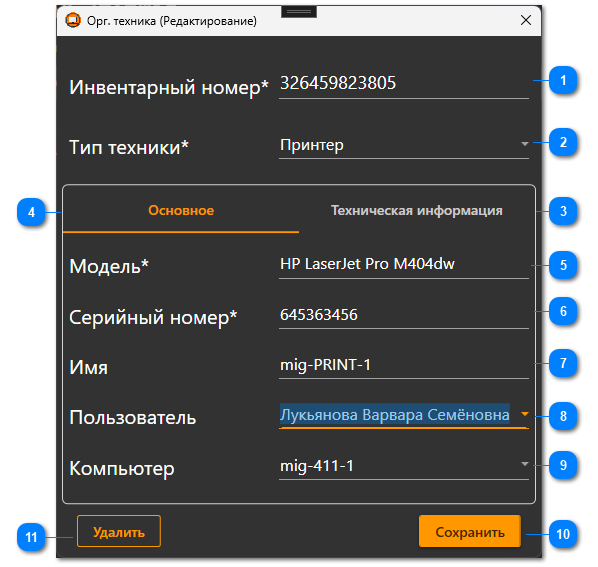 Орг. техника (Редактирование)
Инвентарный номер* 326459823805 1
Тип техники* Принтер 2
4 Основное Техническая информация 3
Модель* HP LaserJet Pro M404dw 5
Серийный номер* 645363456 6
Имя mig-PRINT-1 7
Пользователь Лукьянова Варвара Семёновна 8
Компьютер mig-411-1 9
11 Удалить Сохранить 10